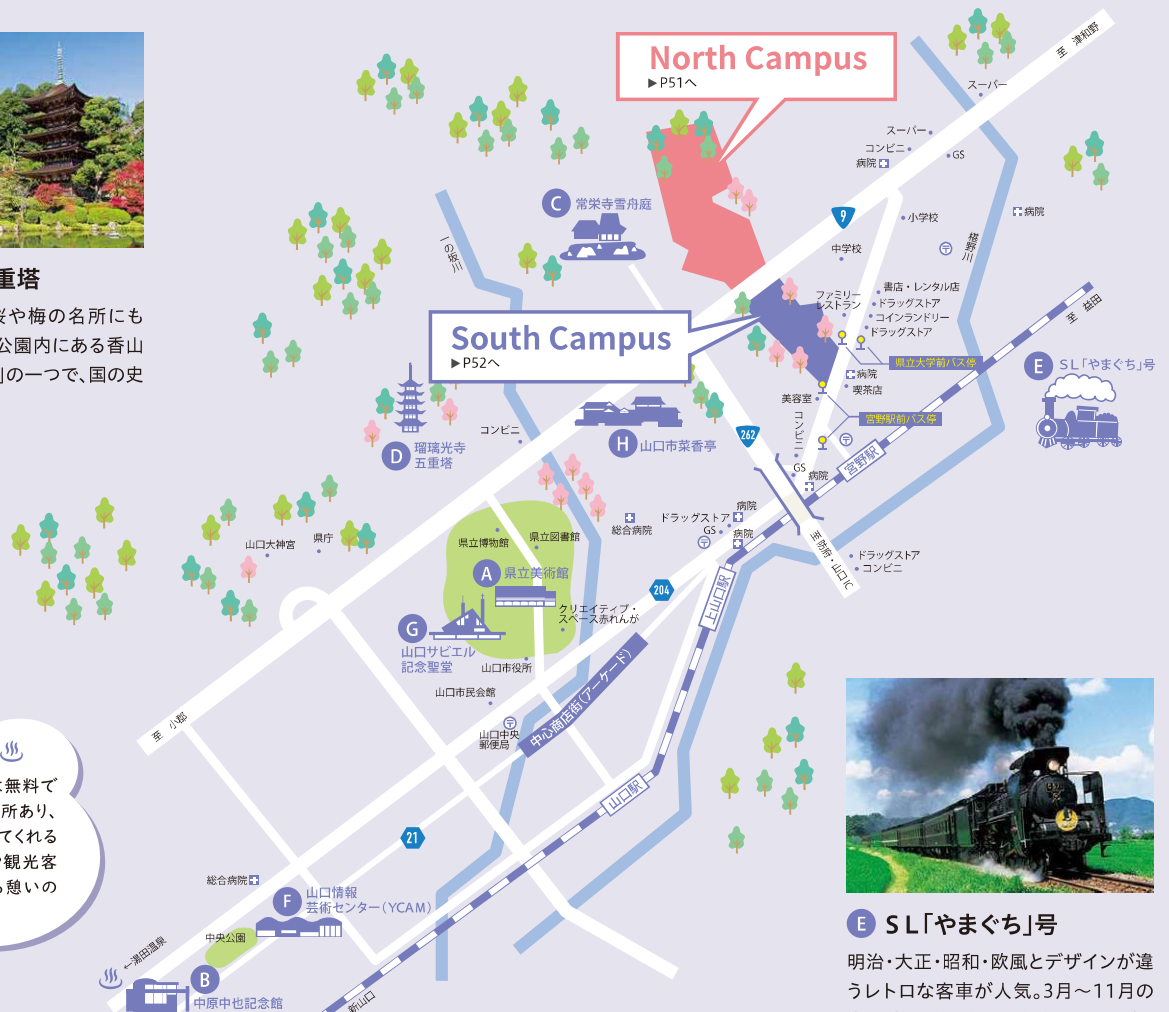 North Campus
▶P51へ
至 津和野
スーパー
スーパー
コンビニ
GS
病院
C 常栄寺雪舟庭
小学校
病院
9
中学校
椹野川
一の坂川
書店・レンタル店
ファミリー
レストラン
ドラッグストア
コインランドリー
ドラッグストア
至 益田
重塔
桜や梅の名所にも
公園内にある香山
」の一つで、国の史
South Campus
▶P52へ
県立大学前バス停
E SL「やまぐち」号
病院
喫茶店
美容室
宮野駅前バス停
コンビニ
D 瑠璃光寺
五重塔
コンビニ
H 山口市菜香亭
262
宮野駅
GS
病院
総合病院
ドラッグストア
病院
GS
病院
至 防府・山口IC
ドラッグストア
コンビニ
山口大神宮
県庁
県立博物館
県立図書館
A 県立美術館
204
上山口駅
クリエイティブ・
スペース赤れんが
G
山口サビエル
記念聖堂
山口市役所
山口市民会館
中心商店街(アーケード)
山口中央
郵便局
至 小郡
山口駅
21
は無料で
所あり、
てくれる
観光客
憩いの
総合病院
F 山口情報
芸術センター(YCAM)
中央公園
←湯田温泉
B
中原中也記念館
新山口
E SL「やまぐち」号
明治・大正・昭和・欧風とデザインが違
うレトロな客車が人気。3月〜11月の